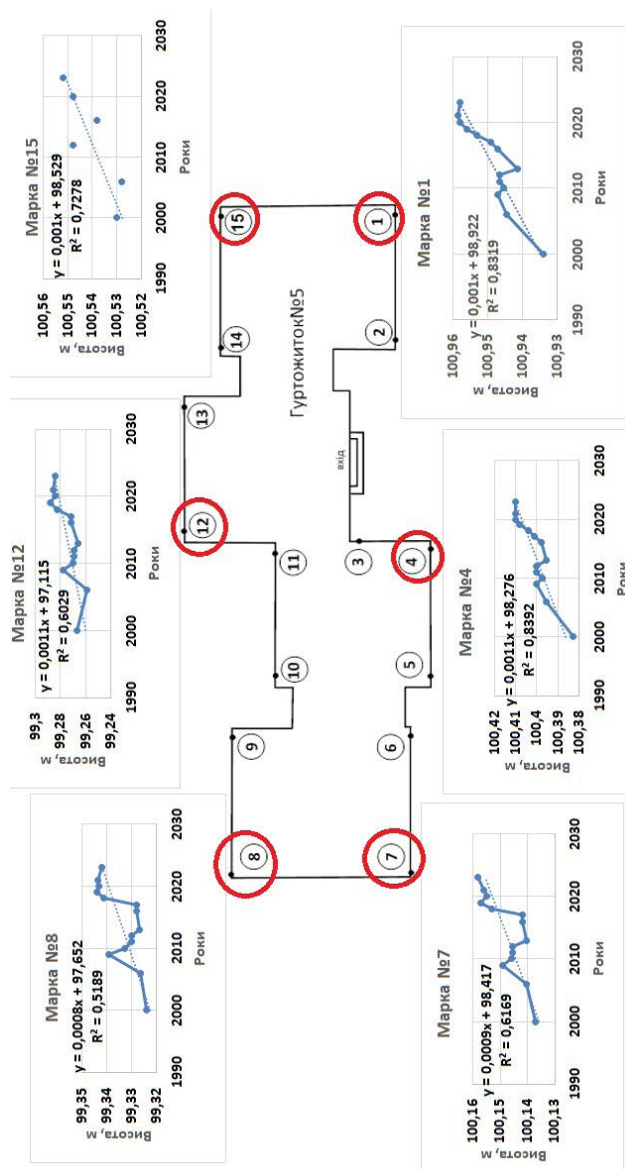 Марка №8
99,35
99,34
99,33
99,32
y = 0,0008x + 97,652
R² = 0,5189
Висота, м
1990
2000
2010
2020
2030
Роки
Марка №12
99,3
99,28
99,26
99,24
y = 0,0011x + 97,115
R² = 0,6029
Висота, м
1990
2000
2010
2020
2030
Роки
Марка №15
100,56
100,55
100,54
100,53
100,52
y = 0,001x + 98,529
R² = 0,7278
Висота, м
1990
2000
2010
2020
2030
Роки
8
9
10
11
12
13
14
15
Гуртожиток№5
вхід
7
6
5
4
3
2
1
Марка №7
100,16
100,15
100,14
100,13
y = 0,0009x + 98,417
R² = 0,6169
Висота, м
1990
2000
2010
2020
2030
Роки
Марка №4
100,42
100,41
100,4
100,39
100,38
y = 0,0011x + 98,276
R² = 0,8392
Висота, м
1990
2000
2010
2020
2030
Роки
Марка №1
100,96
100,95
100,94
100,93
y = 0,001x + 98,922
R² = 0,8319
Висота, м
1990
2000
2010
2020
2030
Роки